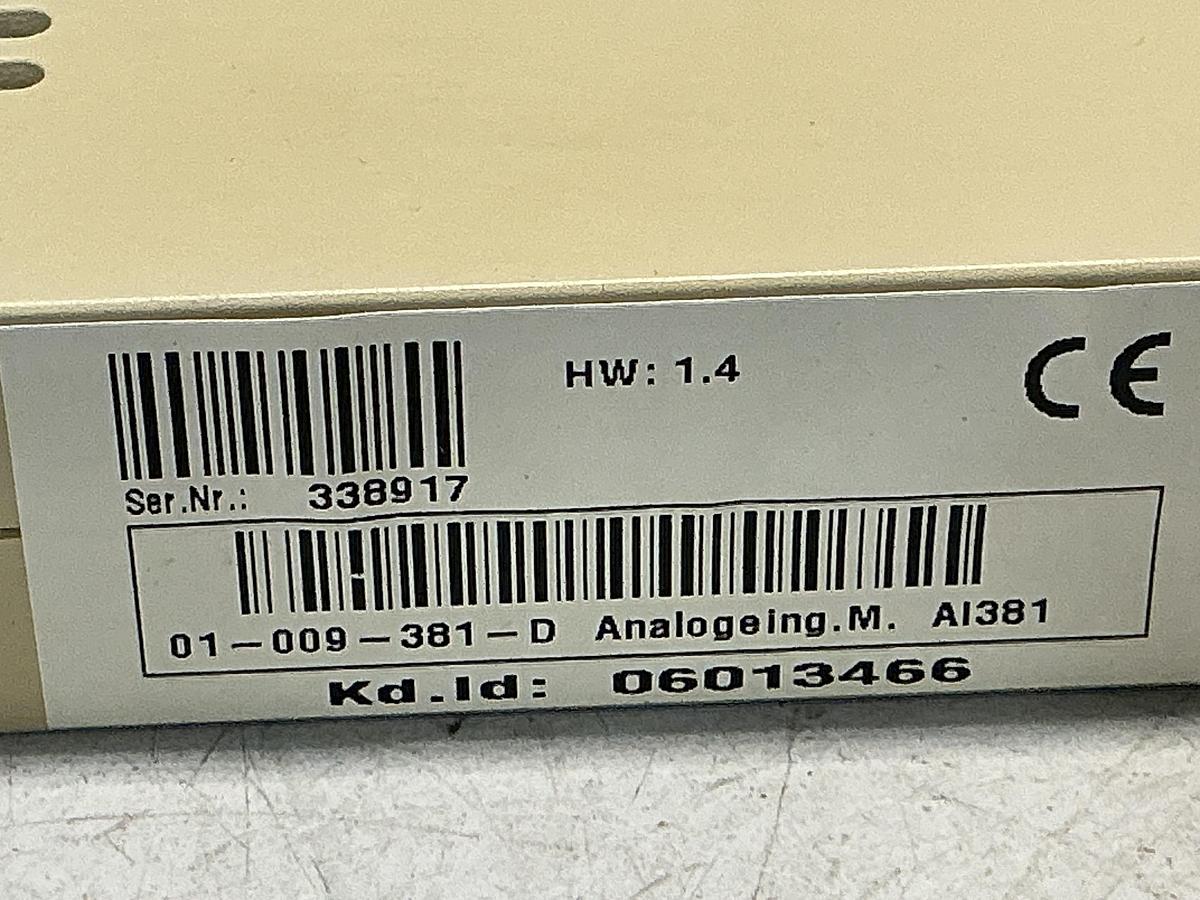 HW: 1.4
CE
Ser.Nr.: 338917
01-009-381-D Analogeing.M. AI381
Kd.Id: 06013466